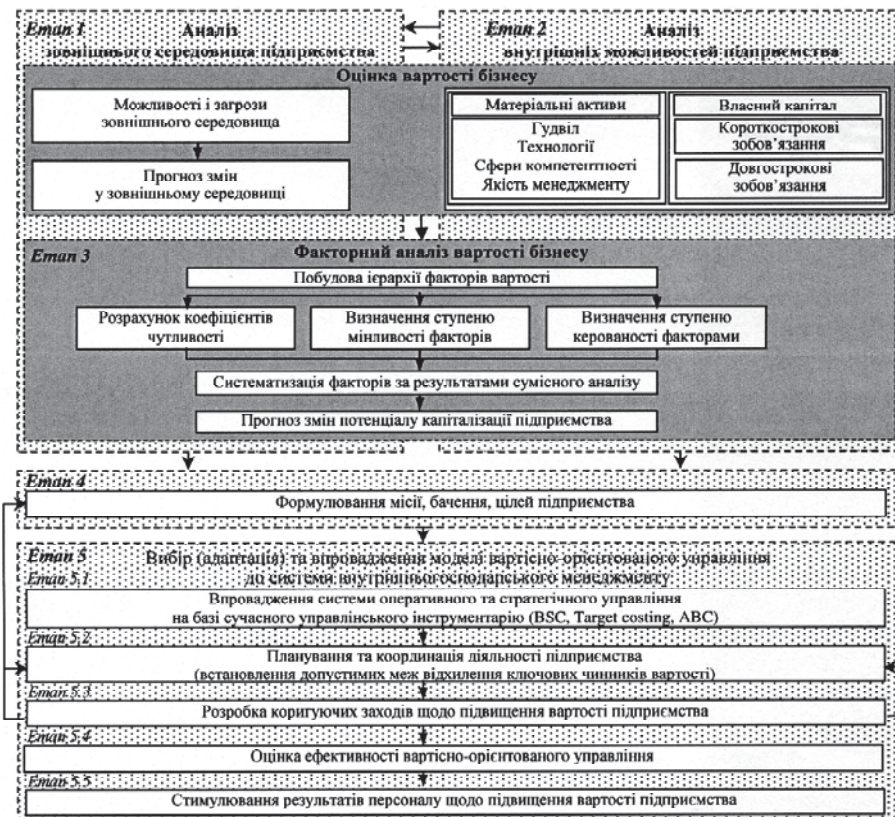 Етап 1 Аналіз
зовнішнього середовища підприємства
Етап 2 Аналіз
внутрішніх можливостей підприємства
Оцінка вартості бізнесу
Можливості і загрози
зовнішнього середовища
Прогноз змін
у зовнішньому середовищі
Матеріальні активи
Гудвіл
Технології
Сфери компетентності
Якість менеджменту
Власний капітал
Короткострокові
зобов’язання
Довгострокові
зобов’язання
Етап 3 Факторний аналіз вартості бізнесу
Побулова ієрархії факторів вартості
Розрахунок коефіцієнтів
чутливості
Визначення ступеню
мінливості факторів
Визначення ступеню
керованості факторами
Систематизація факторів за результатами сумісного аналізу
Прогноз змін потенціалу капіталізації підприємства
Етап 4
Формулювання місії, бачення, цілей підприємства
Етап 5 Вибір (адаптація) та впровадження моделі вартісно-орієнтованого управління
до системи внутрішньогосподарського менеджменту
Етап 5.1
Впровадження системи оперативного та стратегічного управління
на базі сучасного управлінського інструментарію (BSC, Target costing, ABC)
Етап 5.2
Планування та координація діяльності підприємства
(встановлення допустимих меж відхилення ключових чинників вартості)
Етап 5.3
Розробка коригуючих заходів щодо підвищення вартості підприємства
Етап 5.4
Оцінка ефективності вартісно-орієнтованого управління
Етап 5.5
Стимулювання результатів персоналу щодо підвищення вартості підприємства